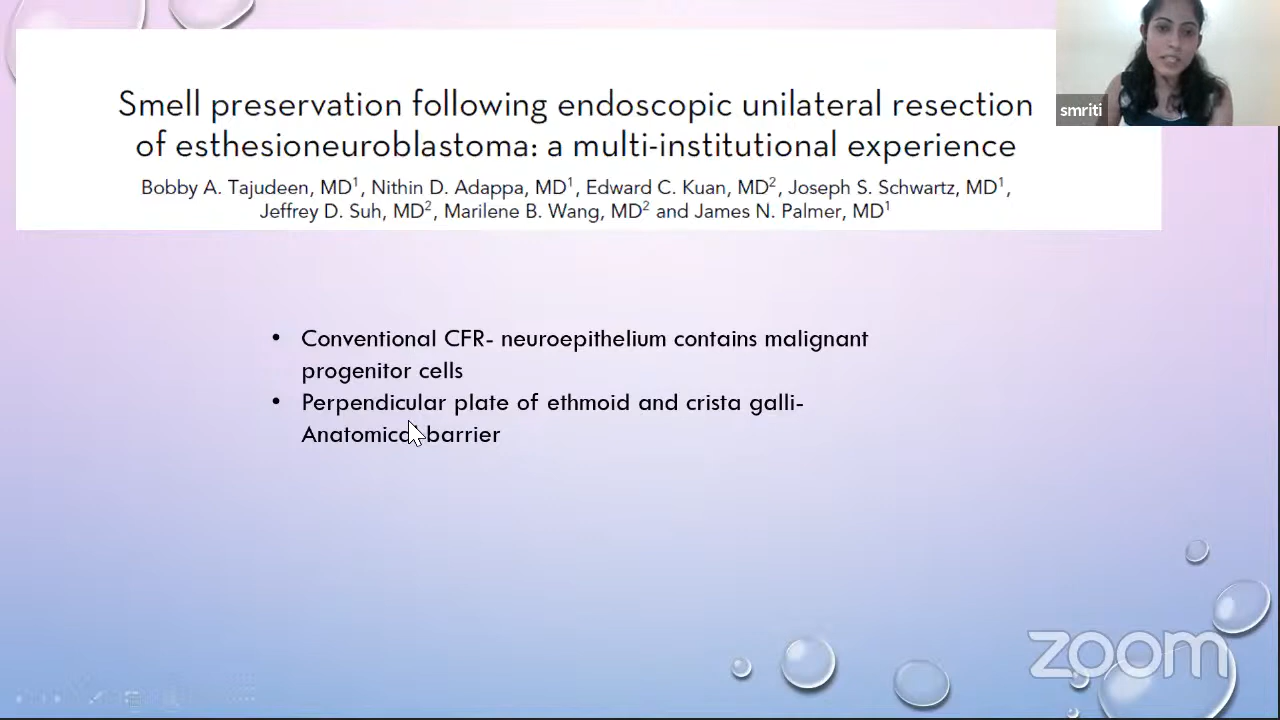 Smell preservation following endoscopic unilateral resection
of esthesioneuroblastoma: a multi-institutional experience
Bobby A. Tajudeen, MD1, Nithin D. Adappa, MD1, Edward C. Kuan, MD2, Joseph S. Schwartz, MD1,
Jeffrey D. Suh, MD2, Marilene B. Wang, MD2 and James N. Palmer, MD1
smriti
• Conventional CFR- neuroepithelium contains malignant
progenitor cells
• Perpendicular plate of ethmoid and crista galli-
Anatomical barrier
zoom